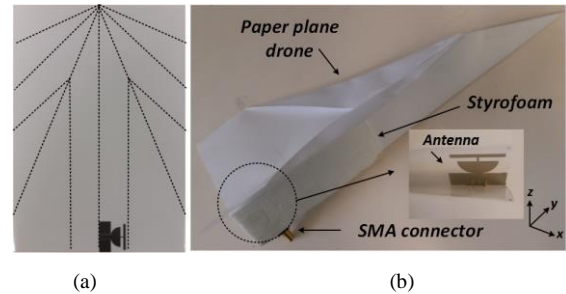 Paper plane
drone
Styrofoam
Antenna
SMA connector
z
y
x
(a)
(b)